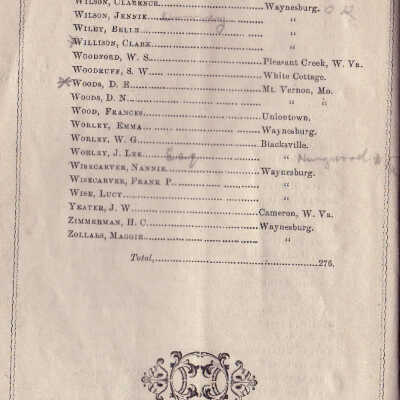 WILSON, CLARENCE Waynesburg.
WILSON, JENNIE "
WILEY, BELLE "
WILLISON, CLARK "
WOODNORD, W. S. Pleasant Creek, W. Va.
WOODRUFF, S. W. White Cottage.
WOODS, D. E. Mt. Vernon, Mo.
WOODS, D. N. " "
WOOD, FRANCES Uniontown.
WORLEY, EMMA Waynesburg.
WORLEY, W. G. Blacksville.
WORLEY, J. LEE "
WISECARVER, NANNIE Waynesburg.
WISECARVER, FRANK P. "
WISE, LUCY "
YEATER, J. W. Cameron, W. Va.
ZIMMERMAN, H. C. Waynesburg.
ZOLLARS, MAGGIE "
Total, 276.